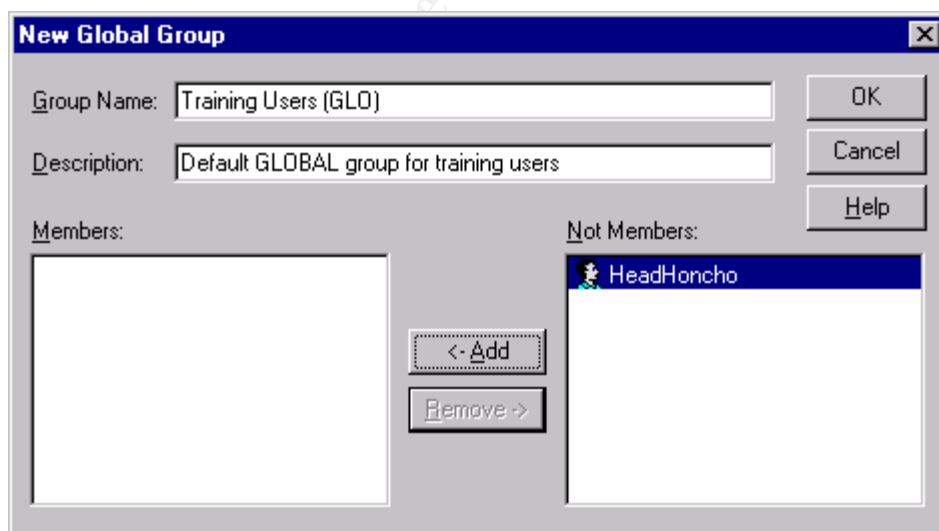 New Global Group
Group Name: Training Users (GLO) OK
Description: Default GLOBAL group for training users Cancel
Help
Members: Not Members:
HeadHoncho
<- Add
Remove ->